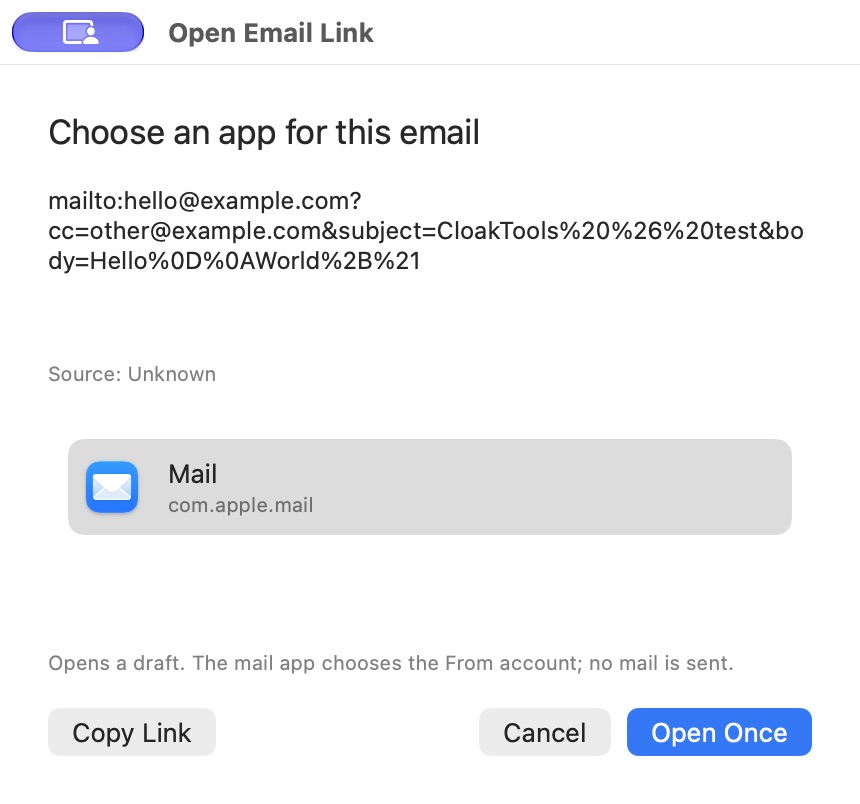 Open Email Link
Choose an app for this email
mailto:hello@example.com?
cc=other@example.com&subject=CloakTools%20%26%20test&bo
dy=Hello%0D%0AWorld%2B%21
Source: Unknown
Mail
com.apple.mail
Opens a draft. The mail app chooses the From account; no mail is sent.
Copy Link
Cancel
Open Once